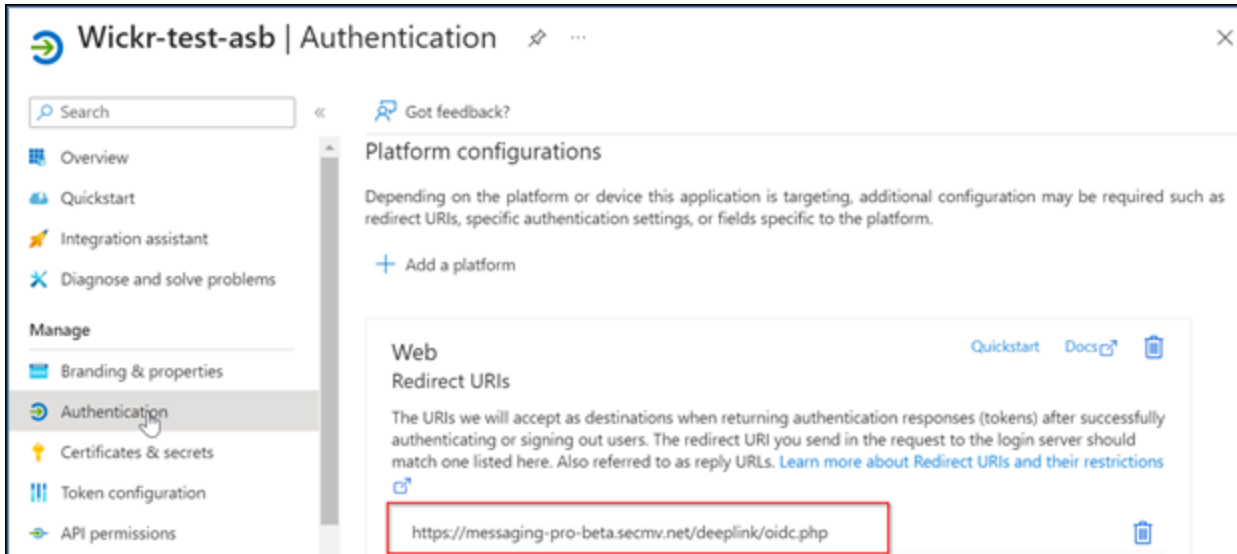 Wickr-test-asb | Authentication
Search
Got feedback?
Overview
Quickstart
Integration assistant
Diagnose and solve problems
Manage
Branding & properties
Authentication
Certificates & secrets
Token configuration
API permissions
Platform configurations
Depending on the platform or device this application is targeting, additional configuration may be required such as
redirect URIs, specific authentication settings, or fields specific to the platform.
Add a platform
Web
Quickstart Docs
Redirect URIs
The URIs we will accept as destinations when returning authentication responses (tokens) after successfully
authenticating or signing out users. The redirect URI you send in the request to the login server should
match one listed here. Also referred to as reply URLs. Learn more about Redirect URIs and their restrictions
https://messaging-pro-beta.secmv.net/deeplink/oidc.php